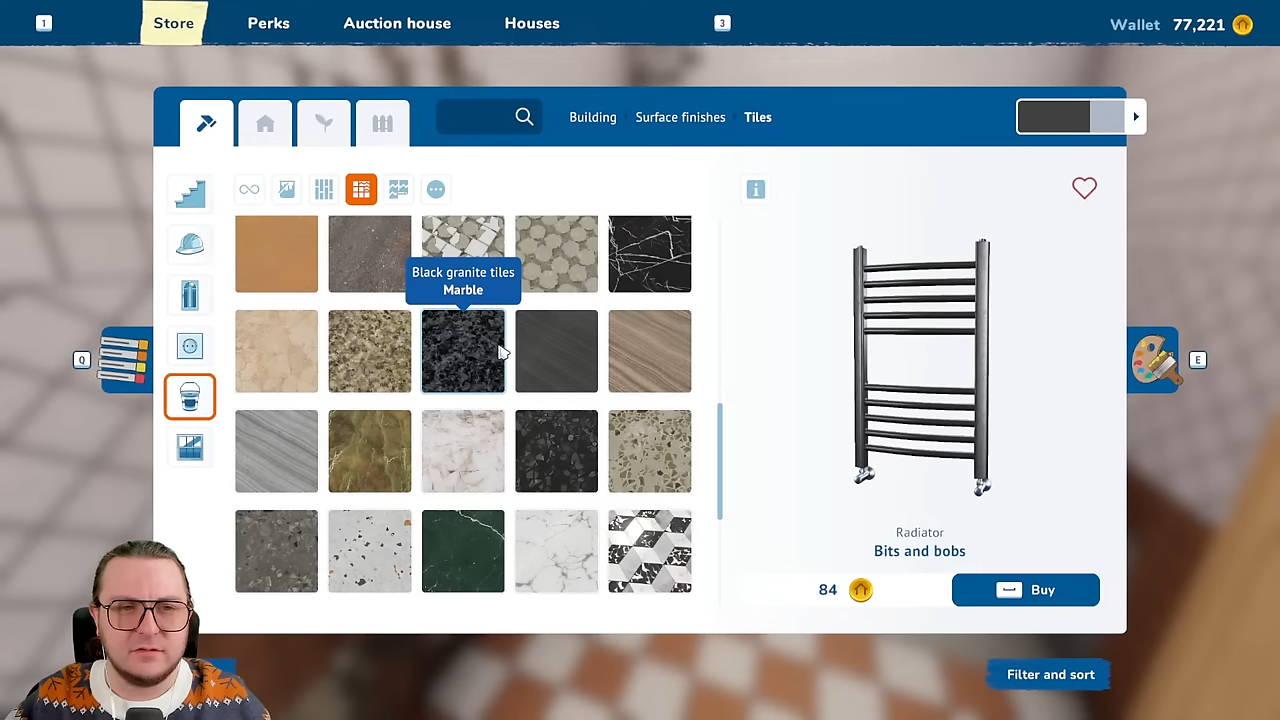 1
Store
Perks
Auction house
Houses
3
Wallet 77,221
Building
Surface finishes
Tiles
Black granite tiles
Marble
Q
E
Radiator
Bits and bobs
84
Buy
Filter and sort